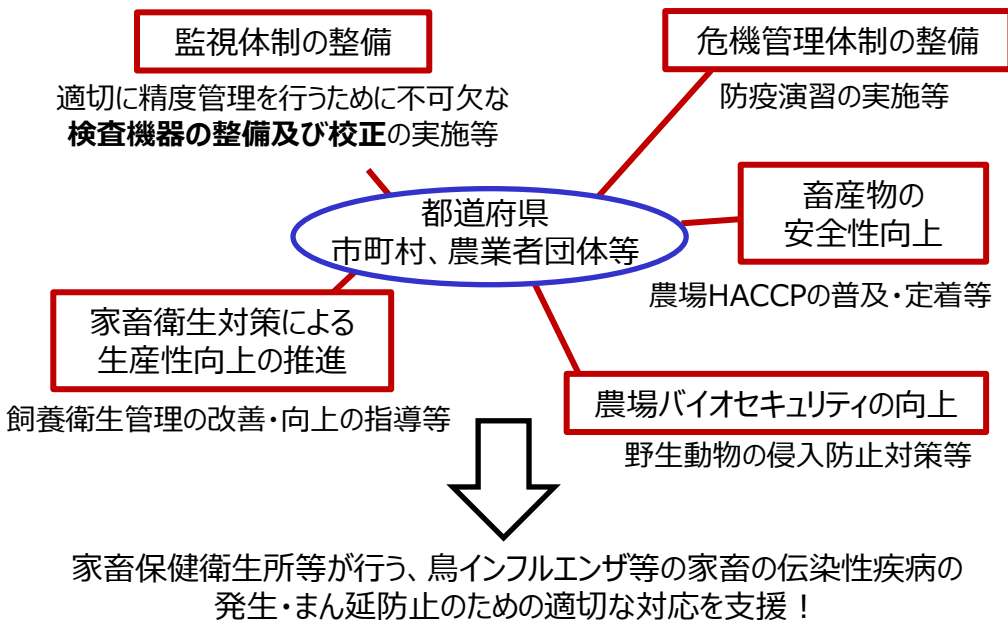 監視体制の整備
適切に精度管理を行うために不可欠な
検査機器の整備及び校正の実施等
危機管理体制の整備
防疫演習の実施等
都道府県
市町村、農業者団体等
畜産物の
安全性向上
農場HACCPの普及・定着等
家畜衛生対策による
生産性向上の推進
飼養衛生管理の改善・向上の指導等
農場バイオセキュリティの向上
野生動物の侵入防止対策等
家畜保健衛生所等が行う、鳥インフルエンザ等の家畜の伝染性疾病の
発生・まん延防止のための適切な対応を支援！